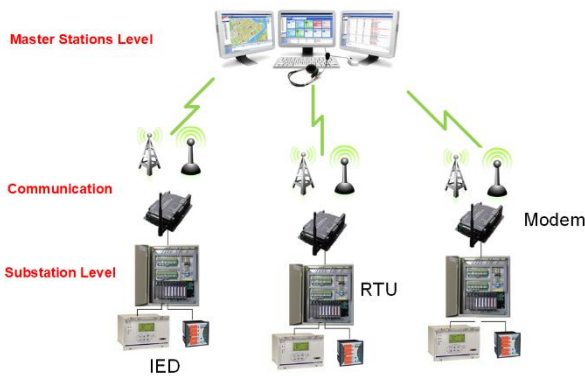 Master Stations Level
Communication
Modem
Substation Level
RTU
IED